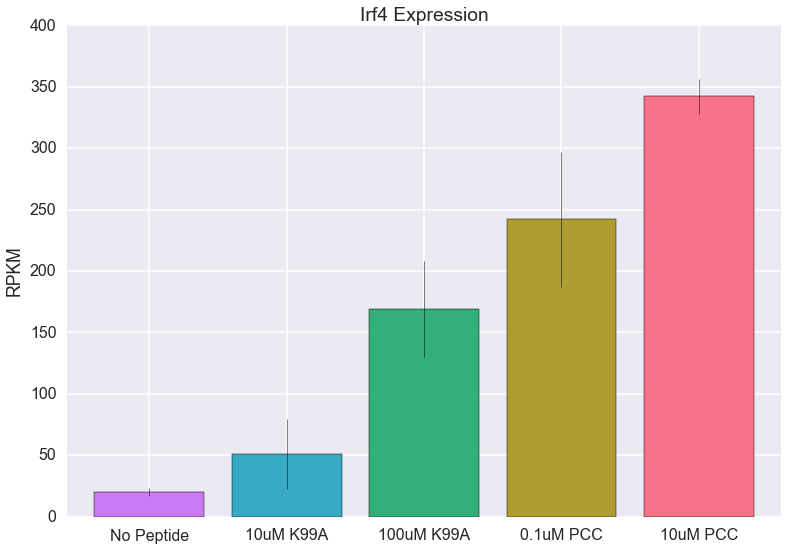 Irf4 Expression
400
350
300
250
200
150
100
50
0
RPKM
No Peptide
10uM K99A
100uM K99A
0.1uM PCC
10uM PCC